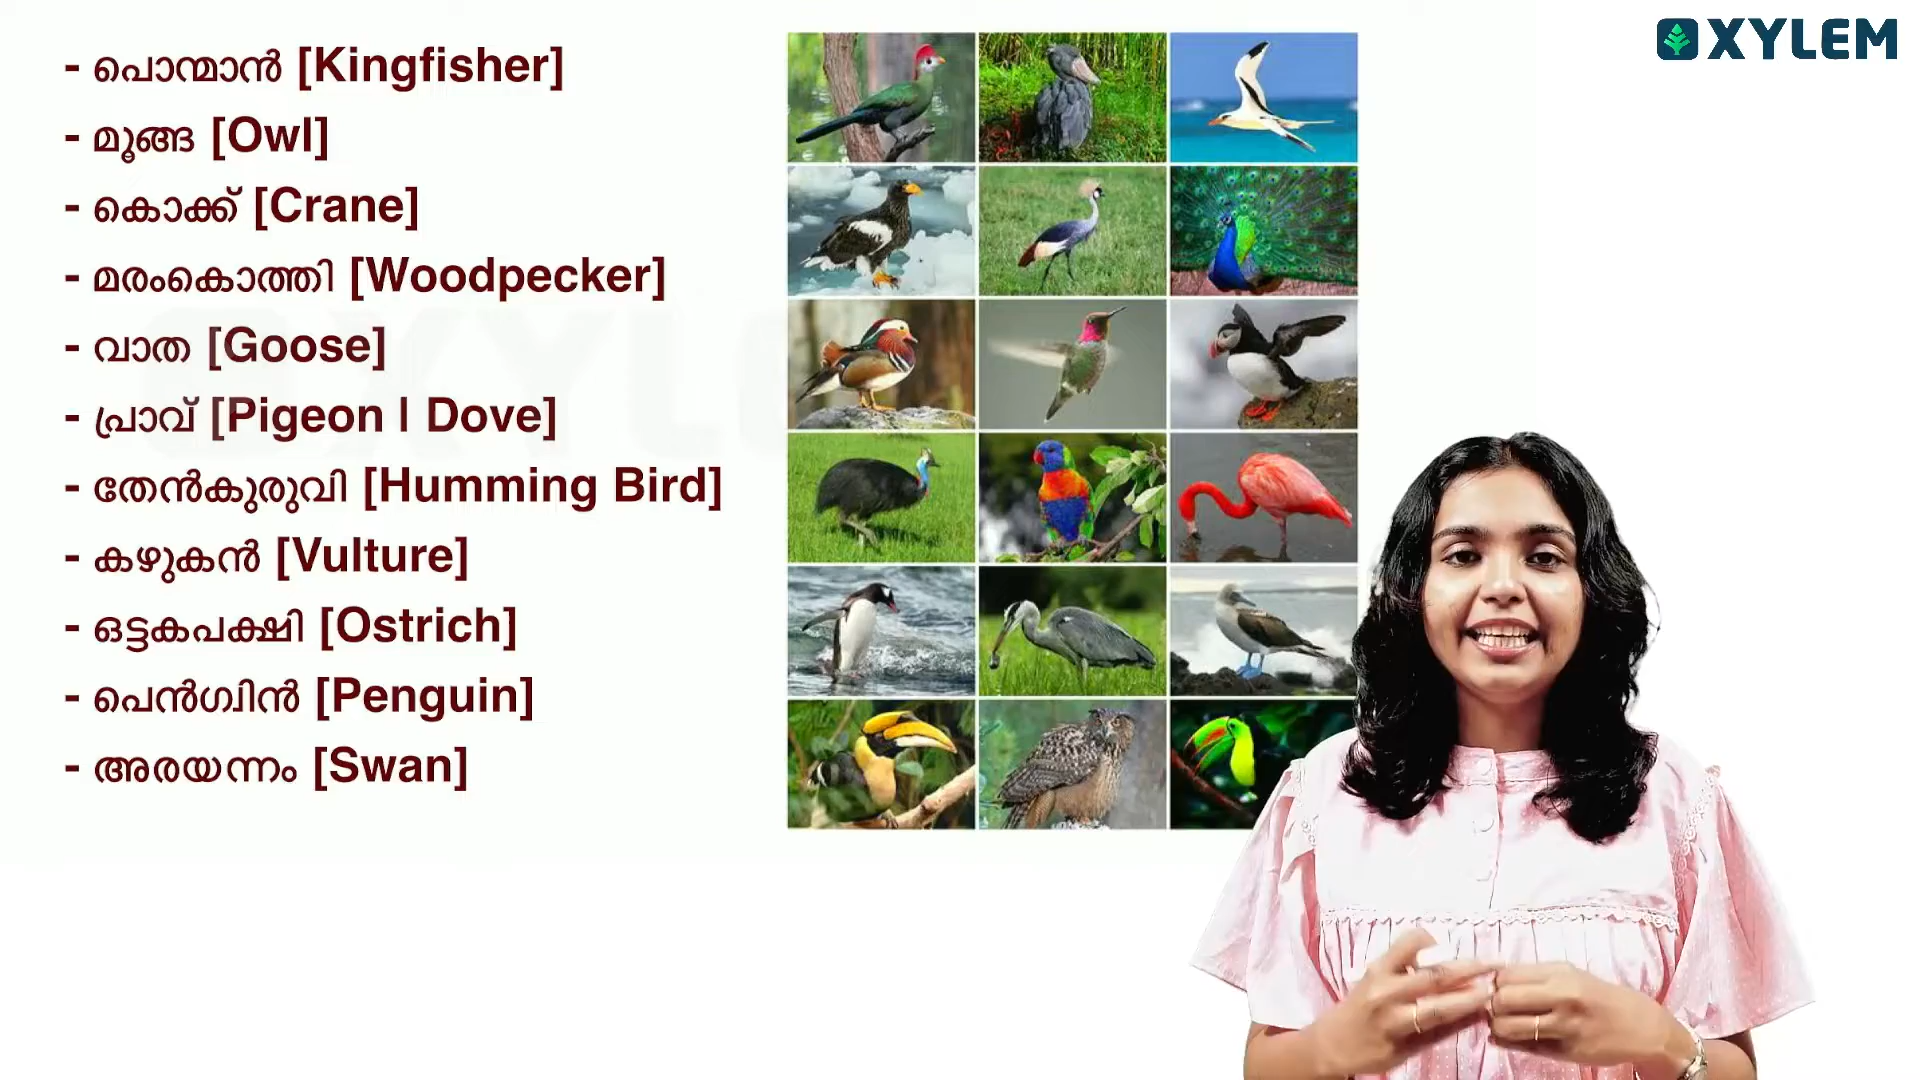 - പൊന്മാൻ [Kingfisher]
- മൂങ്ങ [Owl]
- കൊക്ക് [Crane]
- മരംകൊത്തി [Woodpecker]
- വാത [Goose]
- പ്രാവ് [Pigeon | Dove]
- തേൻകുരുവി [Humming Bird]
- കഴുകൻ [Vulture]
- ഒട്ടകപക്ഷി [Ostrich]
- പെൻഗ്വിൻ [Penguin]
- അരയന്നം [Swan]
XYLEM